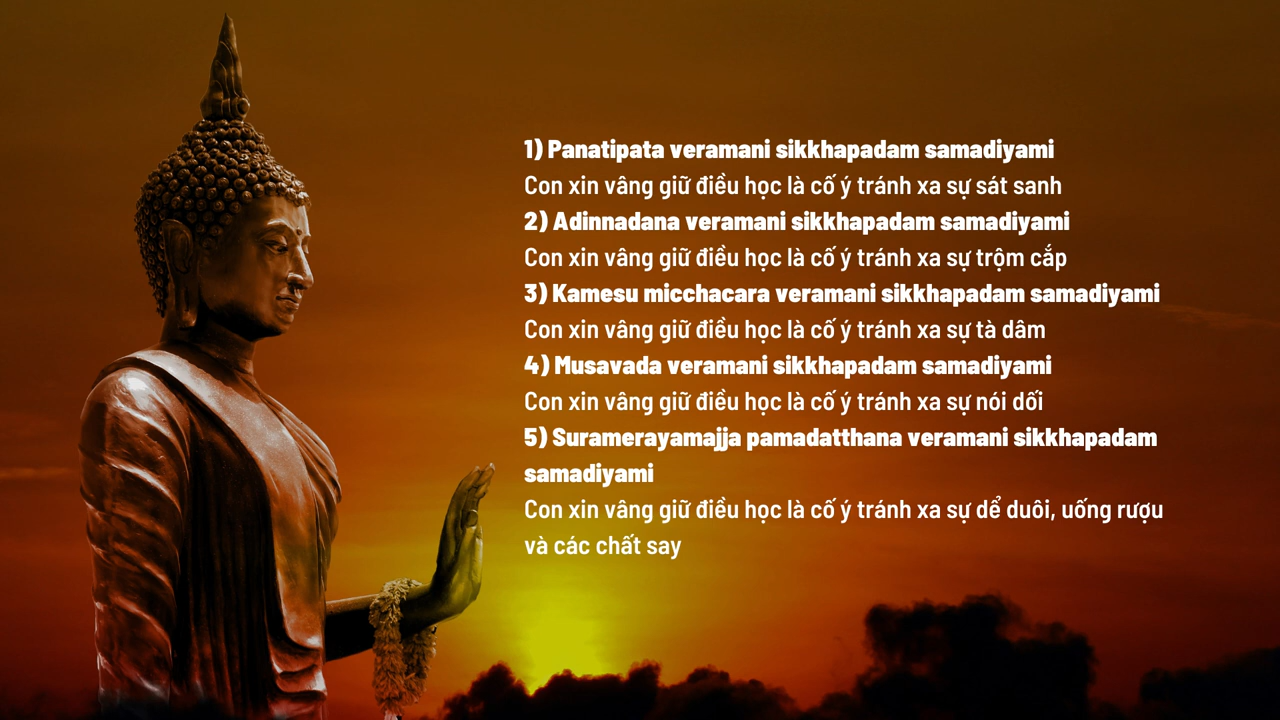 1) Panatipata veramani sikkhapadam samadiyami
Con xin vâng giữ điều học là cố ý tránh xa sự sát sanh
2) Adinnadana veramani sikkhapadam samadiyami
Con xin vâng giữ điều học là cố ý tránh xa sự trộm cắp
3) Kamesu micchacara veramani sikkhapadam samadiyami
Con xin vâng giữ điều học là cố ý tránh xa sự tà dâm
4) Musavada veramani sikkhapadam samadiyami
Con xin vâng giữ điều học là cố ý tránh xa sự nói dối
5) Suramerayamajja pamadatthana veramani sikkhapadam
samadiyami
Con xin vâng giữ điều học là cố ý tránh xa sự dể duôi, uống rượu
và các chất say